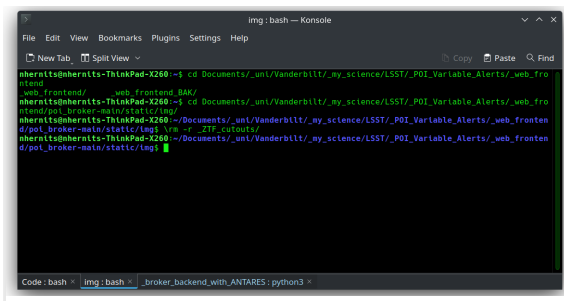 img : bash — Konsole
File Edit View Bookmarks Plugins Settings Help
New Tab Split View Copy Paste Find
nhernits@nhernits-ThinkPad-X260:~$ cd Documents/_uni/Vanderbilt/_my_science/LSST/_POI_Variable_Alerts/_web_fro
ntend
_web_frontend/ _web_frontend_BAK/
nhernits@nhernits-ThinkPad-X260:~$ cd Documents/_uni/Vanderbilt/_my_science/LSST/_POI_Variable_Alerts/_web_fro
ntend/poi_broker-main/static/img/
nhernits@nhernits-ThinkPad-X260:~/Documents/_uni/Vanderbilt/_my_science/LSST/_POI_Variable_Alerts/_web_fronten
d/poi_broker-main/static/img$ \rm -r _ZTF_cutouts/
nhernits@nhernits-ThinkPad-X260:~/Documents/_uni/Vanderbilt/_my_science/LSST/_POI_Variable_Alerts/_web_fronten
d/poi_broker-main/static/img$
Code : bash × img : bash × _broker_backend_with_ANTARES : python3 ×